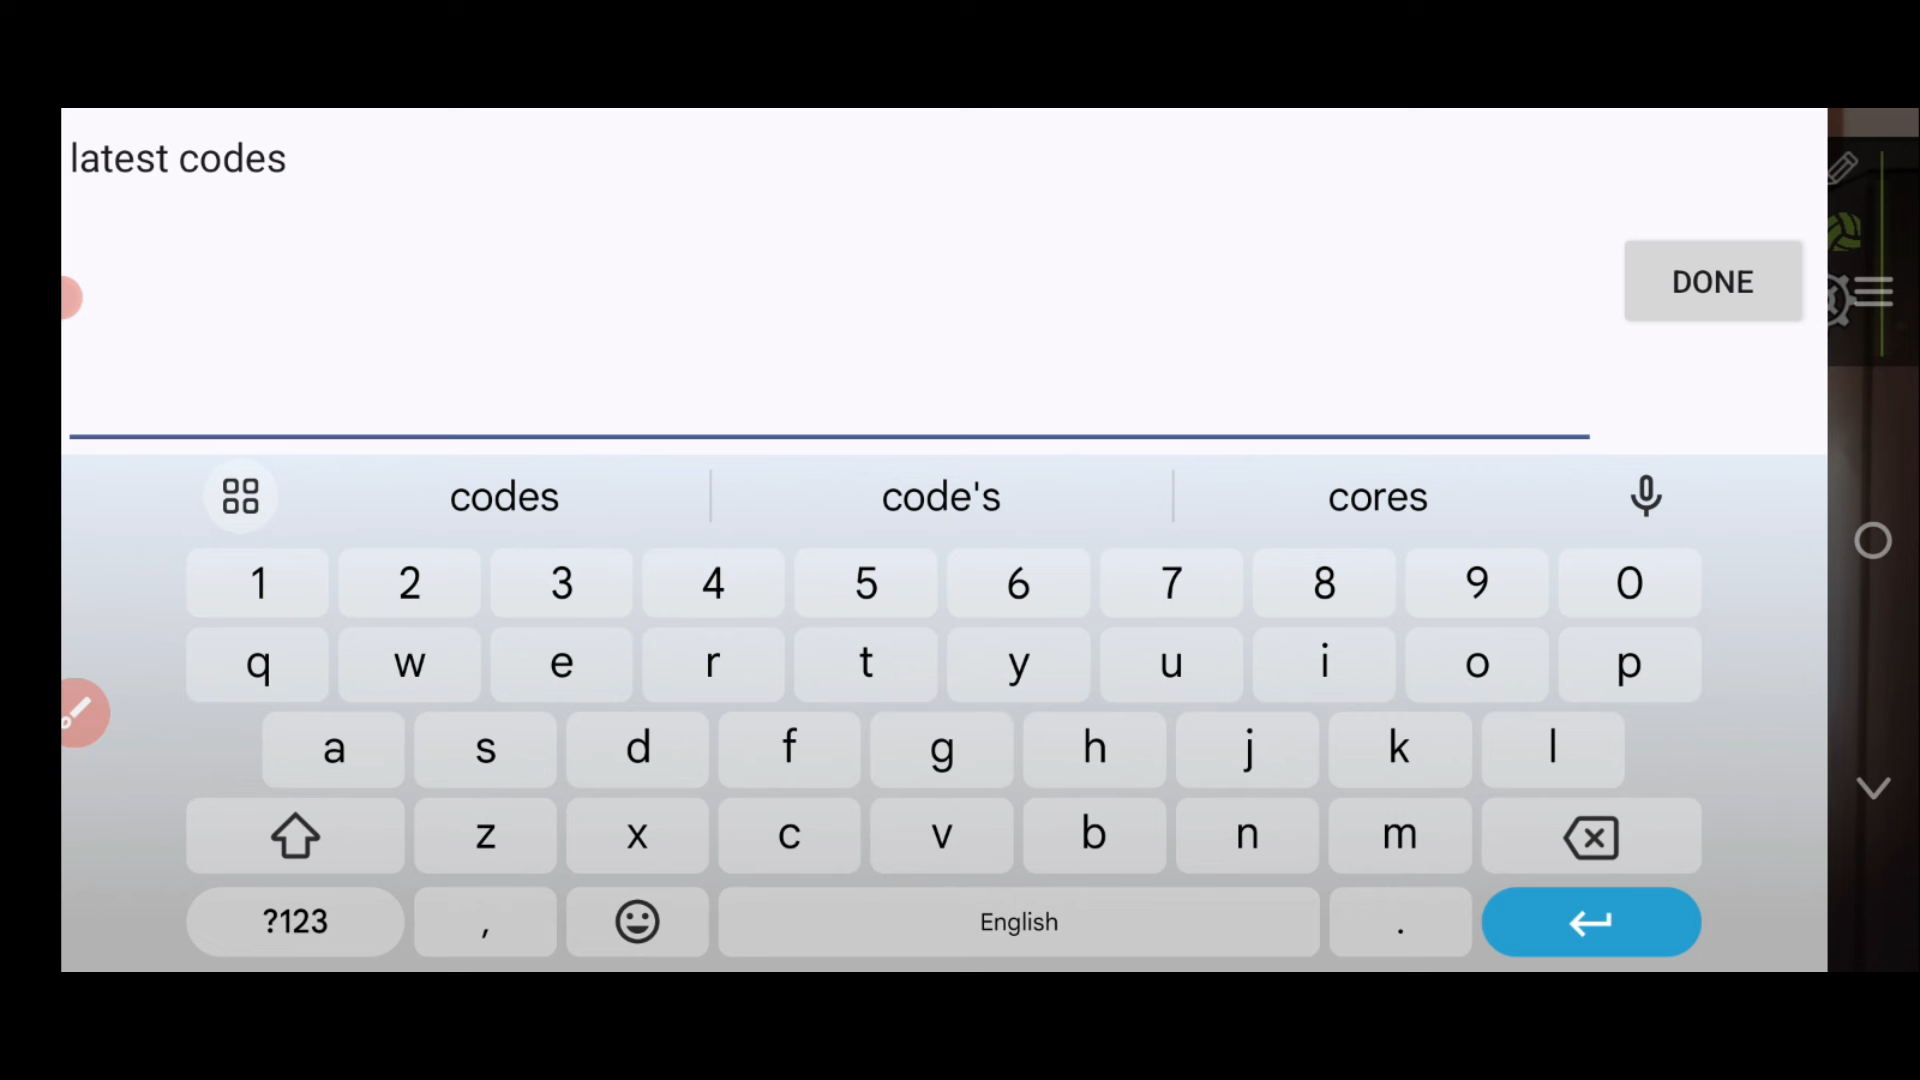 latest codes
DONE
codes code's cores
1 2 3 4 5 6 7 8 9 0
q w e r t y u i o p
a s d f g h j k l
z x c v b n m
?123 , English .